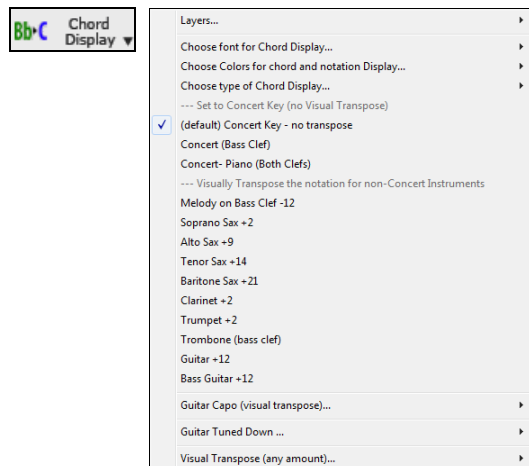 Bb▸C Chord
Display ▼
Layers...
Choose font for Chord Display...
Choose Colors for chord and notation Display...
Choose type of Chord Display...
--- Set to Concert Key (no Visual Transpose)
(default) Concert Key - no transpose
Concert (Bass Clef)
Concert- Piano (Both Clefs)
--- Visually Transpose the notation for non-Concert Instruments
Melody on Bass Clef -12
Soprano Sax +2
Alto Sax +9
Tenor Sax +14
Baritone Sax +21
Clarinet +2
Trumpet +2
Trombone (bass clef)
Guitar +12
Bass Guitar +12
Guitar Capo (visual transpose)...
Guitar Tuned Down ...
Visual Transpose (any amount)...